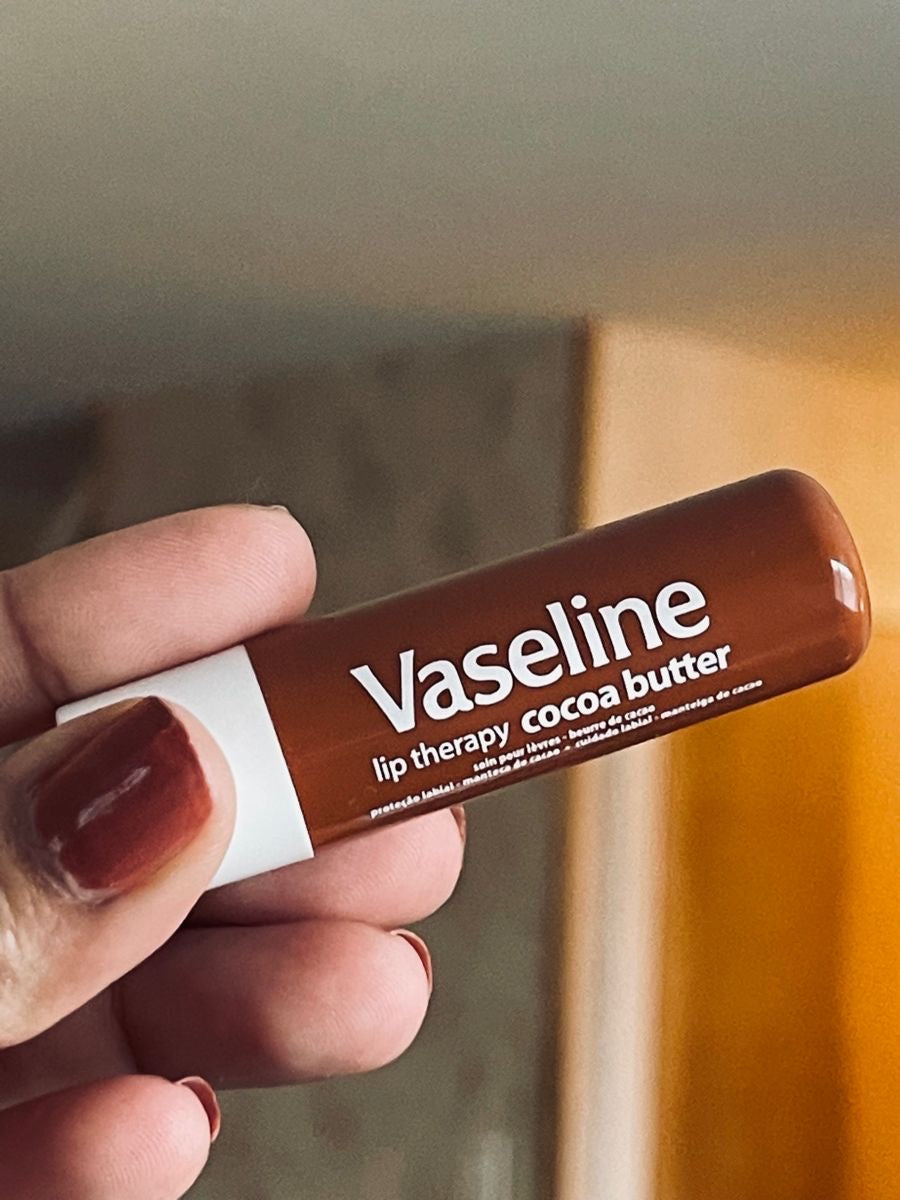 Vaseline
lip therapy cocoa butter
soin pour lèvres - beurre de cacao
proteção labial - manteca de cacao - cuidado labial - manteiga de cacao